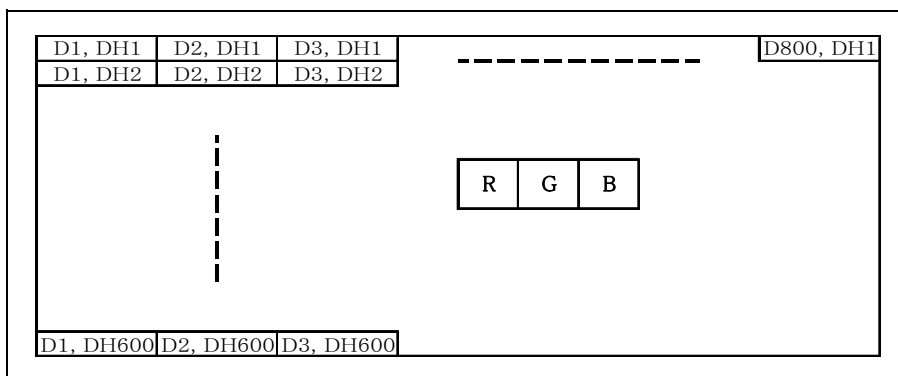 D1, DH1 D2, DH1 D3, DH1 D800, DH1
D1, DH2 D2, DH2 D3, DH2
R G B
D1, DH600 D2, DH600 D3, DH600